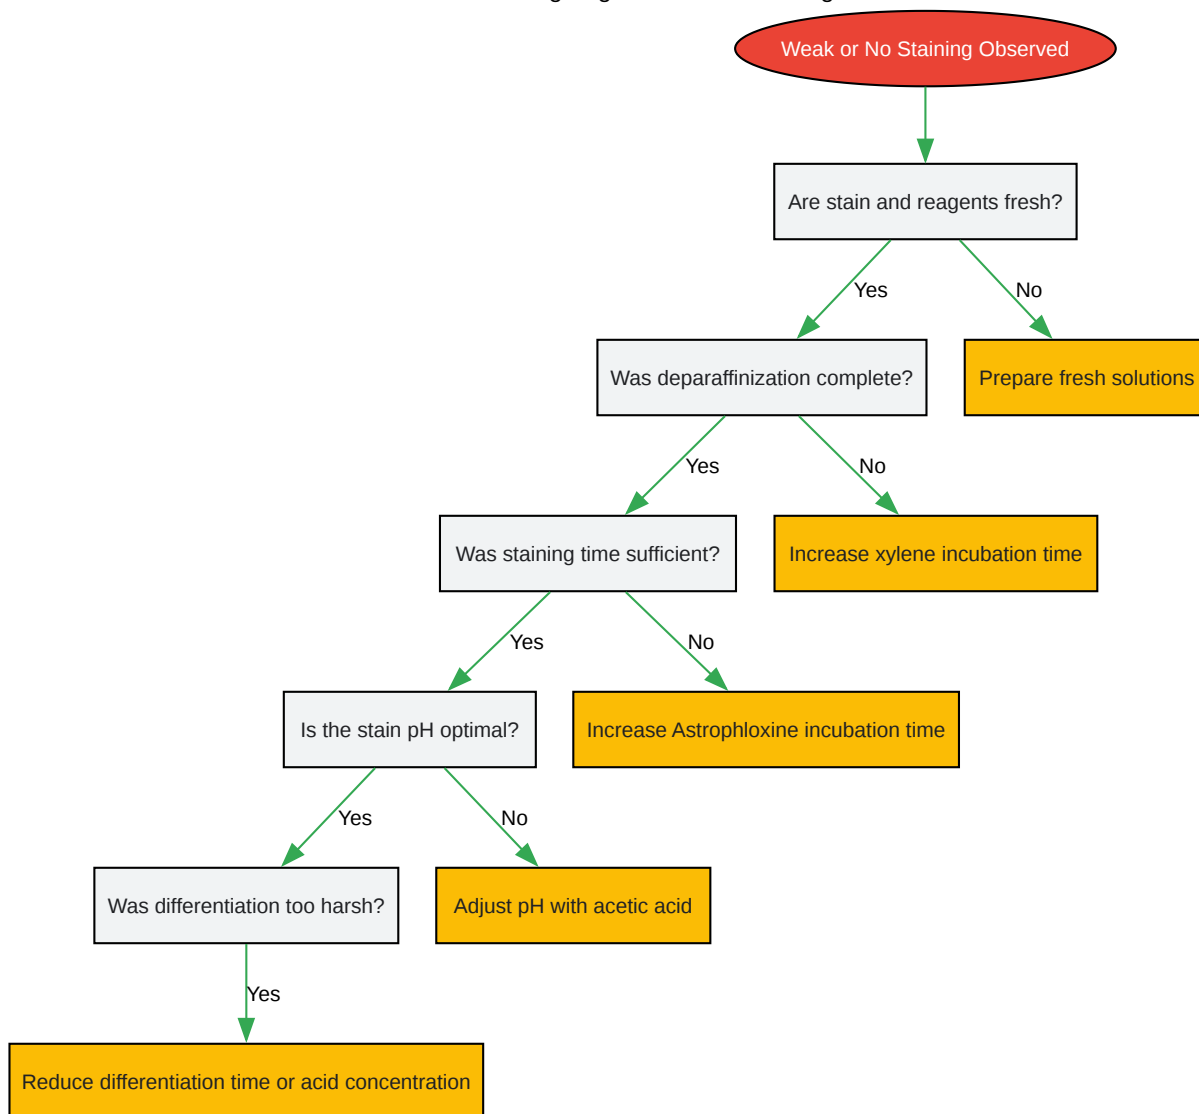 Weak or No Staining Observed
Are stain and reagents fresh?
Yes
No
Was deparaffinization complete?
Prepare fresh solutions
Yes
No
Was staining time sufficient?
Increase xylene incubation time
Yes
No
Is the stain pH optimal?
Increase Astrophloxine incubation time
Yes
No
Was differentiation too harsh?
Adjust pH with acetic acid
Yes
Reduce differentiation time or acid concentration